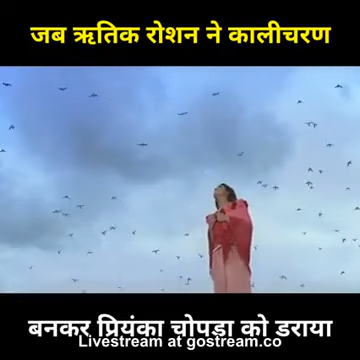 जब ऋतिक रोशन ने कालीचरण
बनकर प्रियंका चोपड़ा को डराया
Livestream at gostream.co